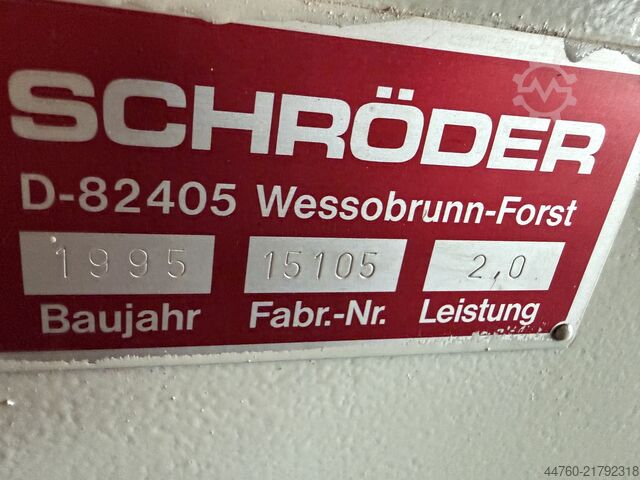 SCHRÖDER
D-82405 Wessobrunn-Forst
1995 15105 2,0
Baujahr Fabr.-Nr. Leistung
44760-21792318